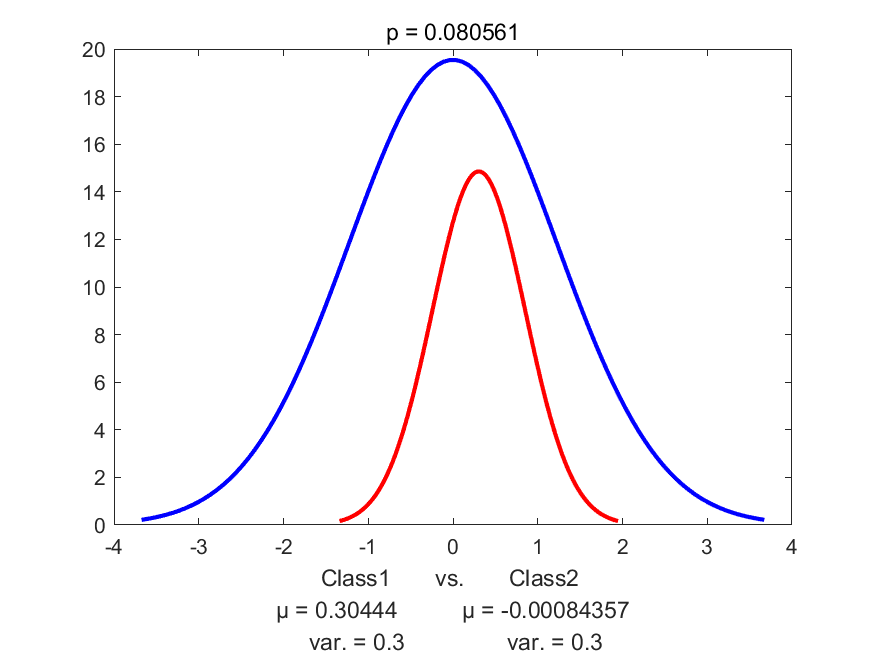 p = 0.080561
20
18
16
14
12
10
8
6
4
2
0
-4 -3 -2 -1 0 1 2 3 4
Class1 vs. Class2
μ = 0.30444 μ = -0.00084357
var. = 0.3 var. = 0.3